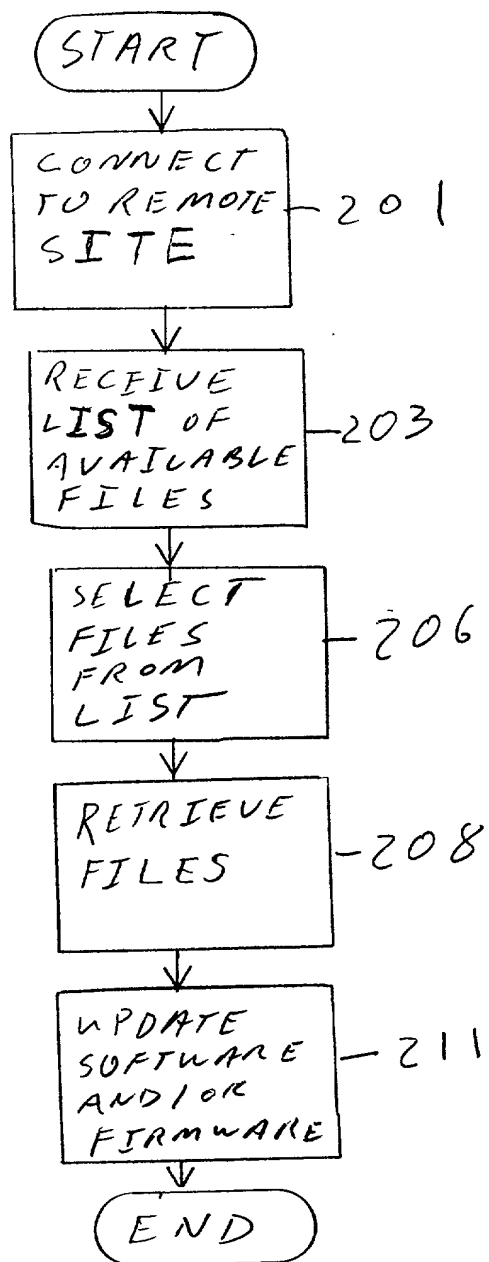 START
CONNECT
TO REMOTE
SITE
201
RECEIVE
LIST OF
AVAILABLE
FILES
203
SELECT
FILES
FROM
LIST
206
RETRIEVE
FILES
208
UPDATE
SOFTWARE
AND/OR
FIRMWARE
211
END